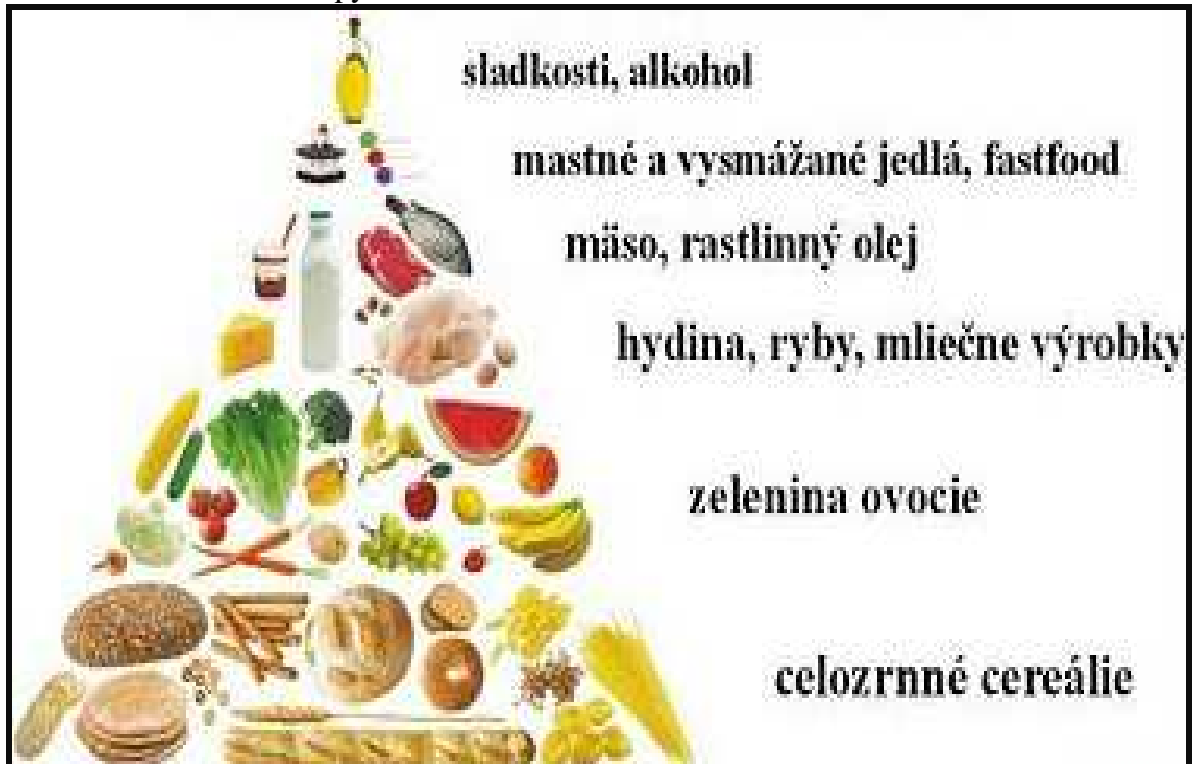 sladkosti, alkohol
mastné a vysmážané jedlá, fastfood
mäso, rastlinný olej
hydina, ryby, mliečne výrobky
zelenina ovocie
celozrnné cereálie